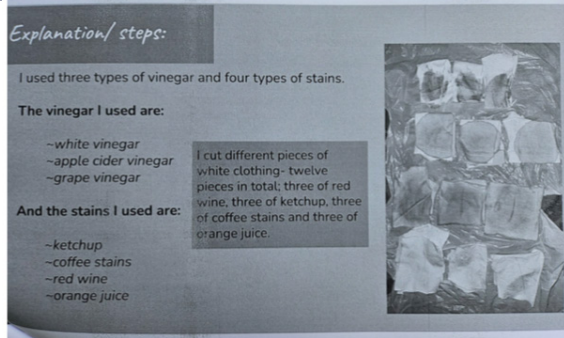 Explanation/ steps:
I used three types of vinegar and four types of stains.
The vinegar I used are:
~white vinegar
~apple cider vinegar
~grape vinegar
And the stains I used are:
~ketchup
~coffee stains
~red wine
~orange juice
I cut different pieces of
white clothing- twelve
pieces in total; three of red
wine, three of ketchup, three
of coffee stains and three of
orange juice.